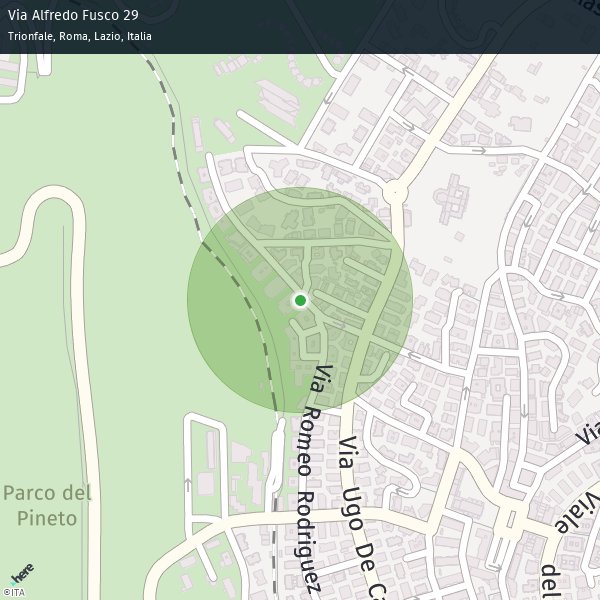 Via Alfredo Fusco 29
Trionfale, Roma, Lazio, Italia
Via Romeo Rodriguez
Via Ugo De Ca
Via
Viale
del
Parco del
Pineto
here
©ITA